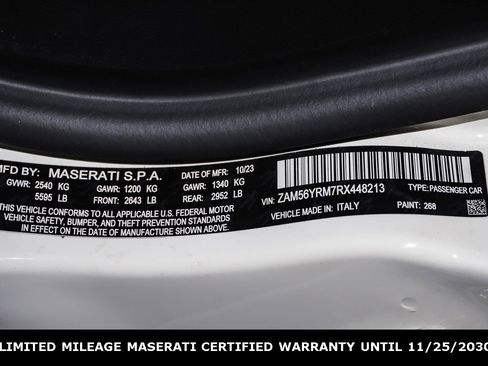 MFD BY: MASERATI S.P.A. DATE OF MFD: 10/23
GVWR: 2540 KG GAWR: 1200 KG GAWR: 1340 KG
5595 LB FRONT: 2643 LB REAR: 2952 LB
THIS VEHICLE CONFORMS TO ALL APPLICABLE U.S. FEDERAL MOTOR
VEHICLE SAFETY, BUMPER, AND THEFT PREVENTION STANDARDS
IN EFFECT ON THE DATE OF MANUFACTURE SHOWN ABOVE.
VIN: ZAM56YRM7RX448213 TYPE: PASSENGER CAR
MADE IN: ITALY PAINT: 268
LIMITED MILEAGE MASERATI CERTIFIED WARRANTY UNTIL 11/25/2030